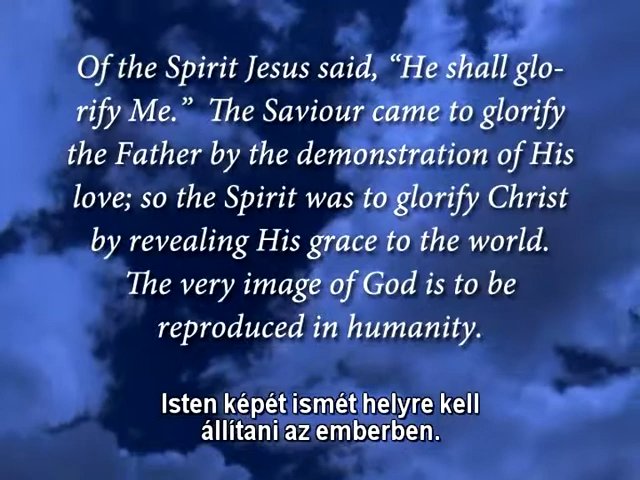 Of the Spirit Jesus said, “He shall glo-
rify Me.” The Saviour came to glorify
the Father by the demonstration of His
love; so the Spirit was to glorify Christ
by revealing His grace to the world.
The very image of God is to be
reproduced in humanity.
Isten képét ismét helyre kell
állítani az emberben.